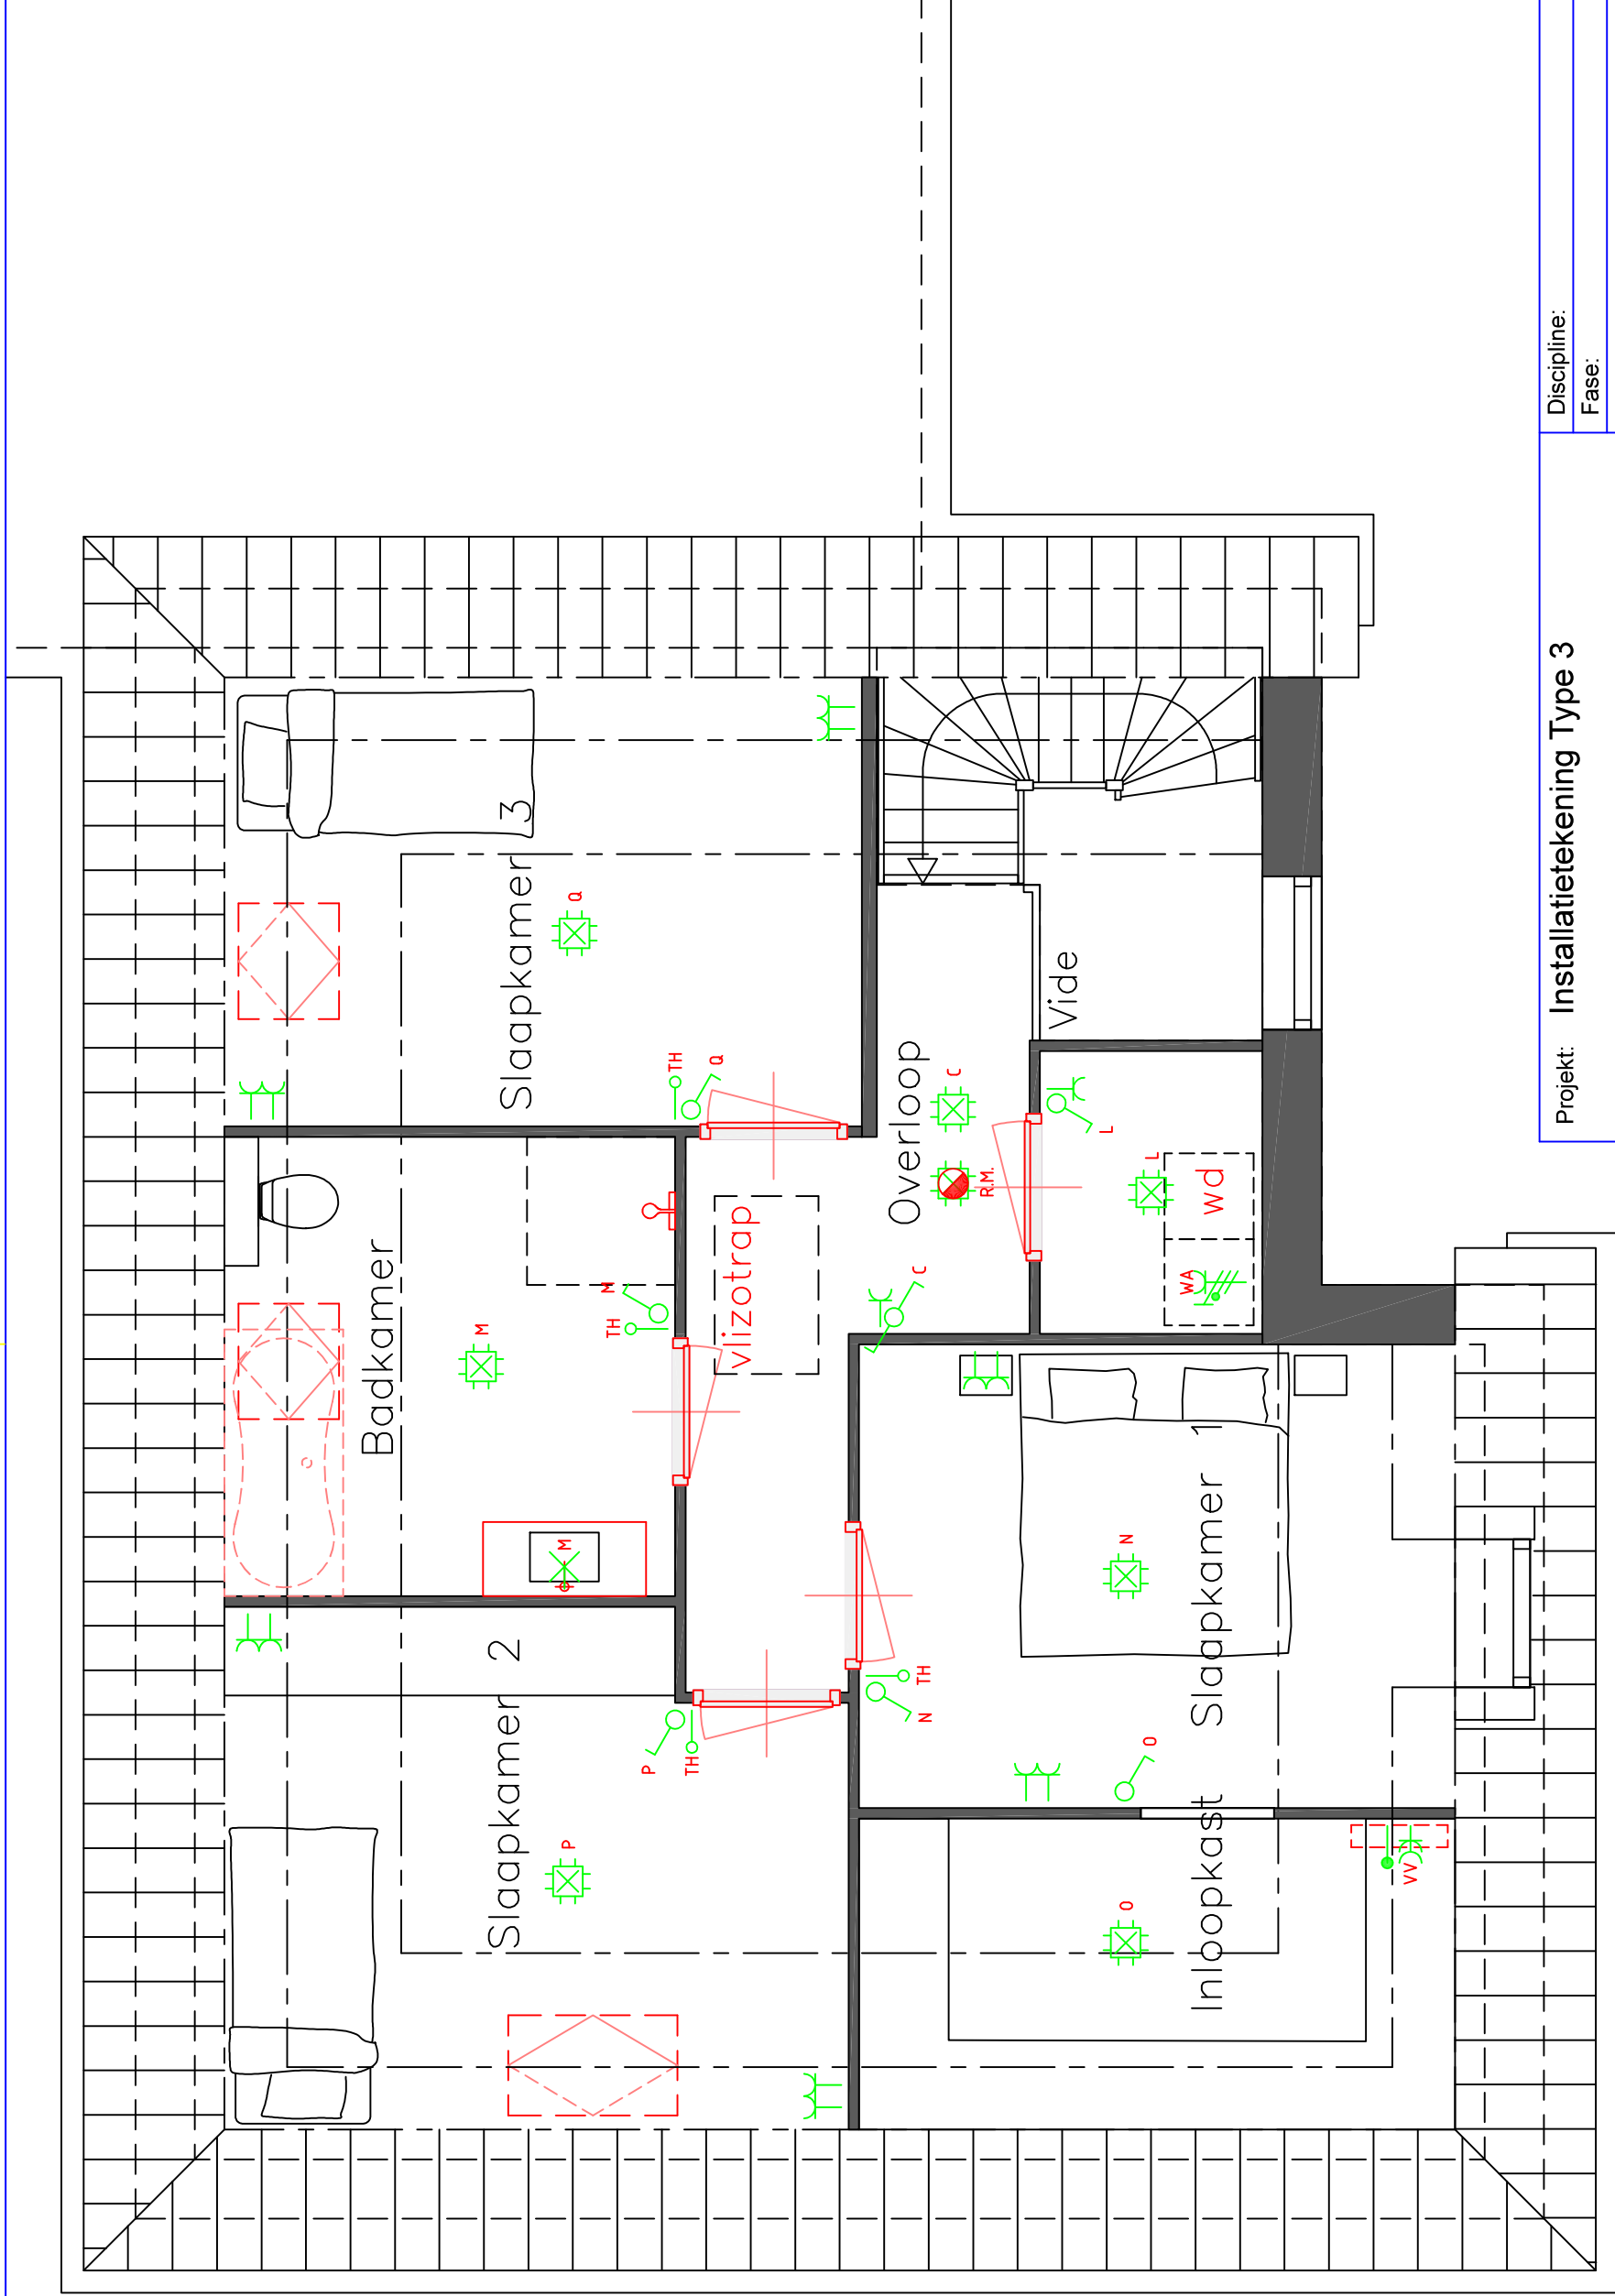 Slaapkamer 2
Badkamer
Slaapkamer 3
P
M
Q
M
P
TH
TH
M
TH
Q
vlizotrap
Overloop
C
R.M.
C
Vide
L
L
WA
wd
N
TH
N
Slaapkamer 1
O
O
Inloopkast
VV
Projekt:
Installatietekening Type 3
Discipline:
Fase: